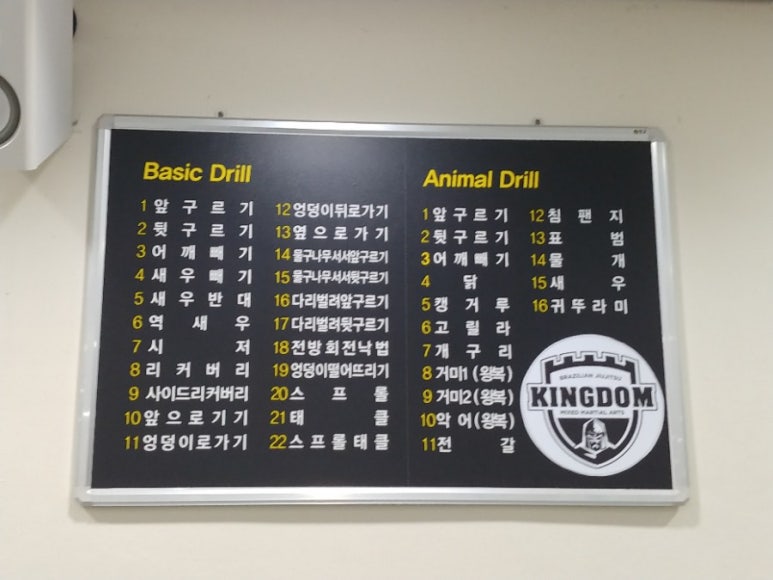 Basic Drill
1 앞구르기
2 뒷구르기
3 어깨빼기
4 새우빼기
5 새우반대
6 역새우
7 시저
8 리커버리
9 사이드리커버리
10 앞으로기기
11 엉덩이로가기
12 엉덩이뒤로가기
13 옆으로가기
14 물구나무서서앞구르기
15 물구나무서서뒷구르기
16 다리벌려앞구르기
17 다리벌려뒷구르기
18 전방회전낙법
19 엉덩이떨어뜨리기
20 스프롤
21 태클
22 스프롤태클
Animal Drill
1 앞구르기
2 뒷구르기
3 어깨빼기
4 닭
5 캥거루
6 고릴라
7 개구리
8 거미1 (왕복)
9 거미2 (왕복)
10 악어 (왕복)
11 전갈
12 침팬지
13 표범
14 물개
15 새우
16 귀뚜라미
BRAZILIAN JIUJITSU
KINGDOM
MIXED MARTIAL ARTS